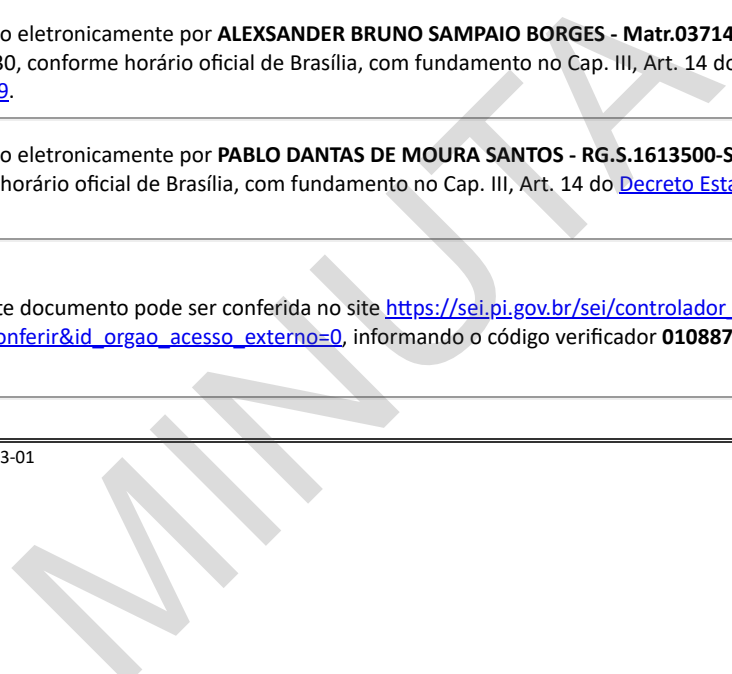 o eletronicamente por ALEXSANDER BRUNO SAMPAIO BORGES - Matr.03714
30, conforme horário oficial de Brasília, com fundamento no Cap. III, Art. 14 do
9.
o eletronicamente por PABLO DANTAS DE MOURA SANTOS - RG.S.1613500-S
horário oficial de Brasília, com fundamento no Cap. III, Art. 14 do Decreto Esta
te documento pode ser conferida no site https://sei.pi.gov.br/sei/controlador_
onferir&id_orgao_acesso_externo=0, informando o código verificador 010887
3-01
MINUTA